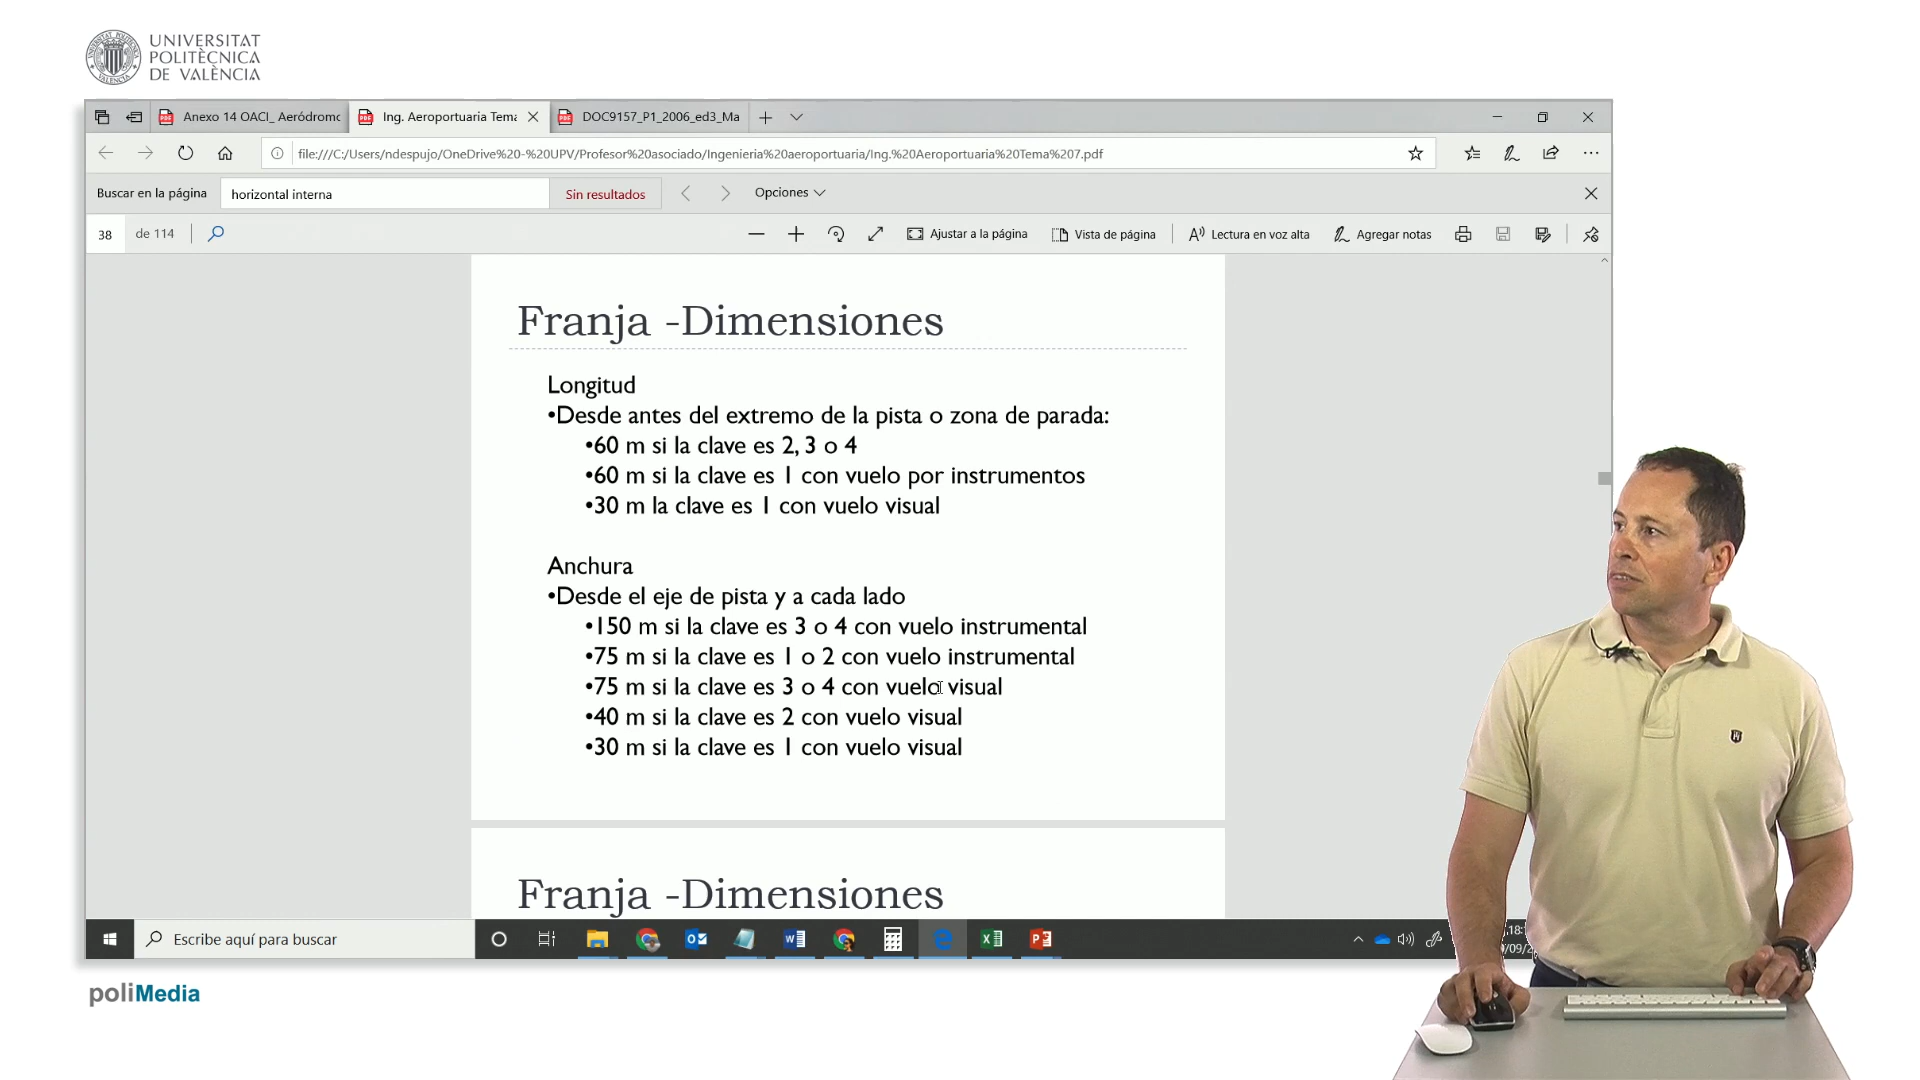 UNIVERSITAT
POLITÈCNICA
DE VALÈNCIA
Anexo 14 OACI_ Aeródromo
Ing. Aeroportuaria Tema
DOC9157_P1_2006_ed3_Ma
file:///C:/Users/ndespujo/OneDrive%20-%20UPV/Profesor%20asociado/Ingenieria%20aeroportuaria/Ing.%20Aeroportuaria%20Tema%207.pdf
Buscar en la página horizontal interna Sin resultados Opciones
38 de 114 Ajustar a la página Vista de página Lectura en voz alta Agregar notas
Franja -Dimensiones
Longitud
•Desde antes del extremo de la pista o zona de parada:
•60 m si la clave es 2, 3 o 4
•60 m si la clave es 1 con vuelo por instrumentos
•30 m la clave es 1 con vuelo visual
Anchura
•Desde el eje de pista y a cada lado
•150 m si la clave es 3 o 4 con vuelo instrumental
•75 m si la clave es 1 o 2 con vuelo instrumental
•75 m si la clave es 3 o 4 con vuelo visual
•40 m si la clave es 2 con vuelo visual
•30 m si la clave es 1 con vuelo visual
Franja -Dimensiones
Escribe aquí para buscar
poliMedia